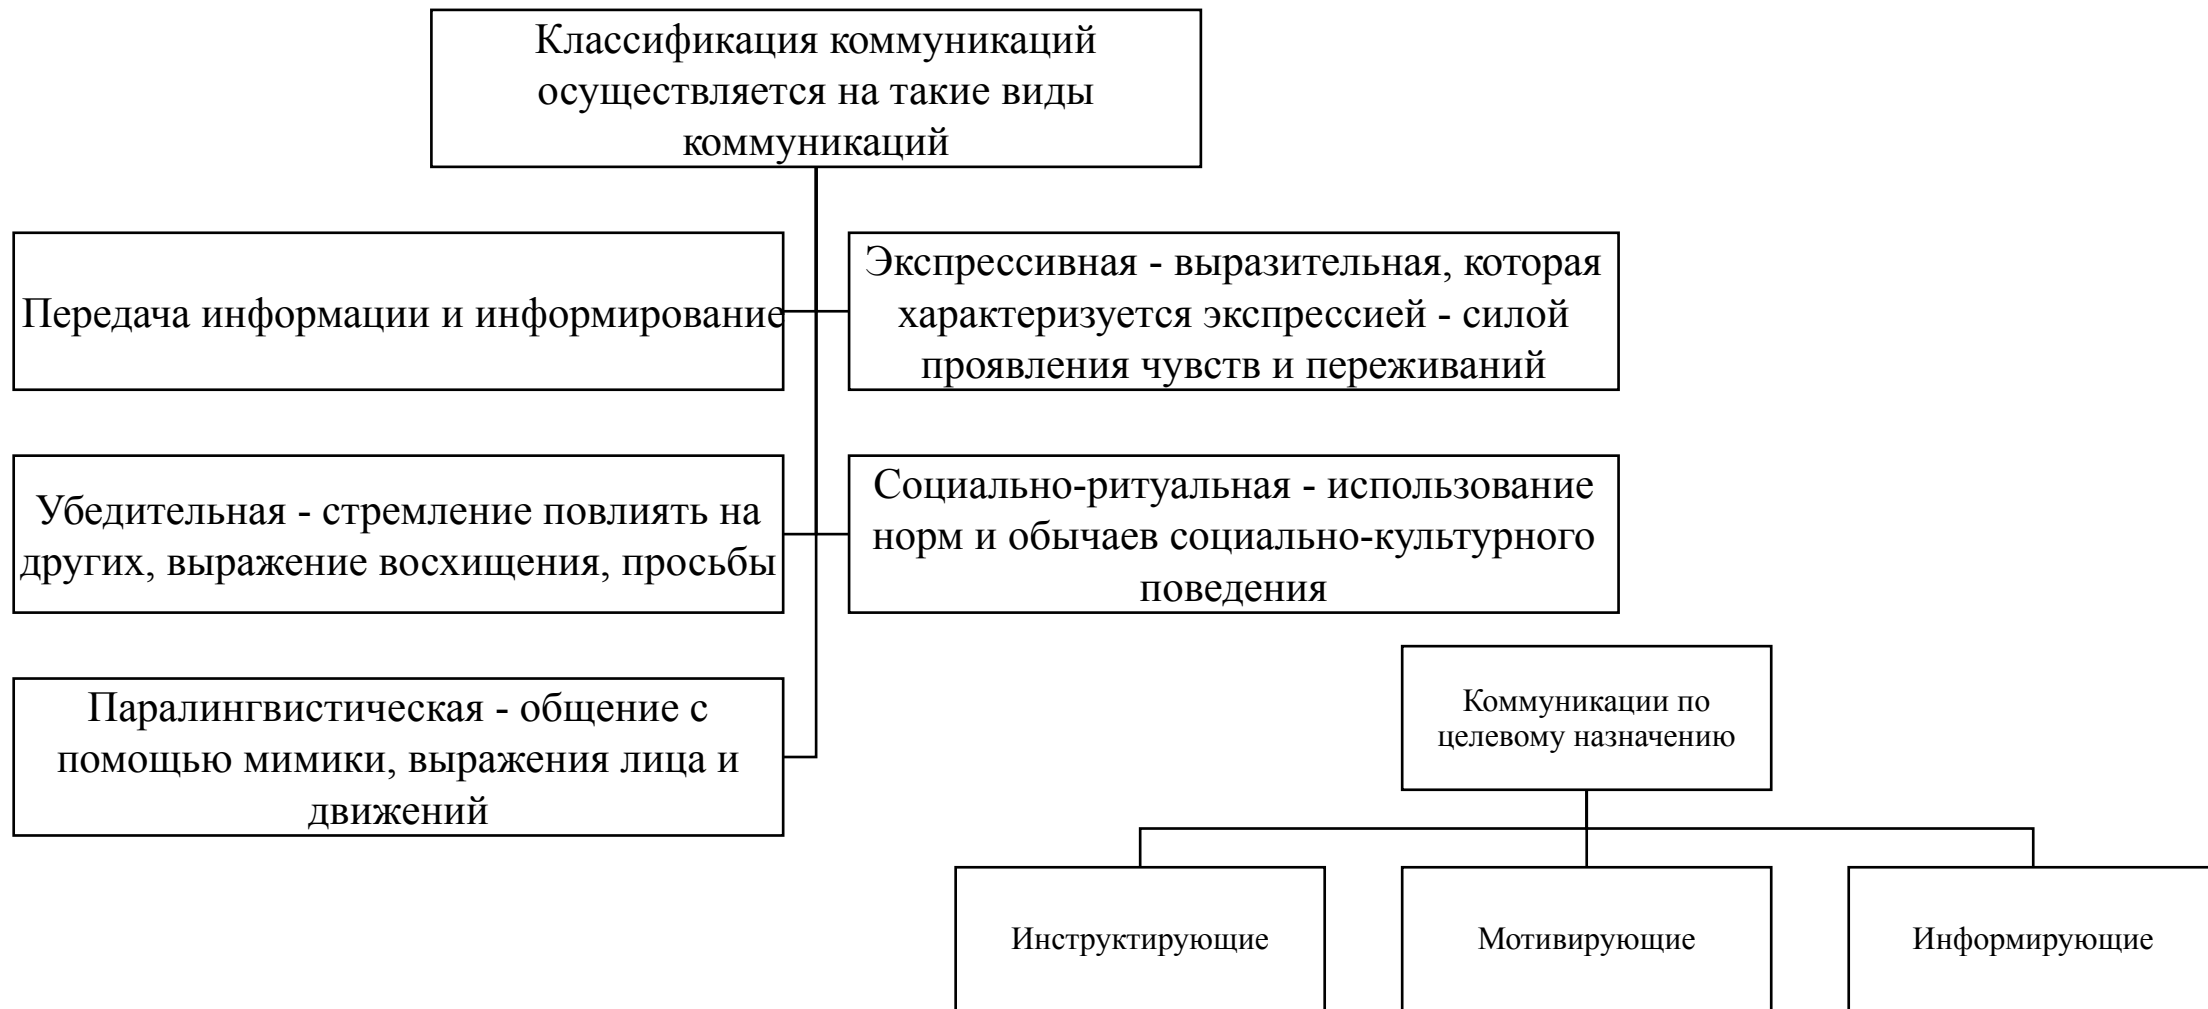 Классификация коммуникаций
осуществляется на такие виды
коммуникаций
Передача информации и информирование
Экспрессивная - выразительная, которая
характеризуется экспрессией - силой
проявления чувств и переживаний
Убедительная - стремление повлиять на
других, выражение восхищения, просьбы
Социально-ритуальная - использование
норм и обычаев социально-культурного
поведения
Паралингвистическая - общение с
помощью мимики, выражения лица и
движений
Коммуникации по
целевому назначению
Инструктирующие
Мотивирующие
Информирующие